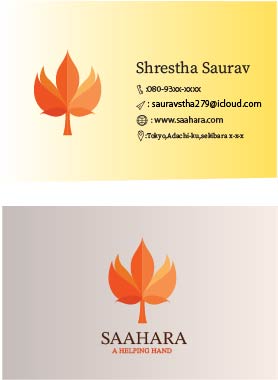 Shrestha Saurav
:080-93xx-xxxx
: sauravstha279@icloud.com
: www.saahara.com
:Tokyo,Adachi-ku,sekibara x-x-x
SAAHARA
A HELPING HAND